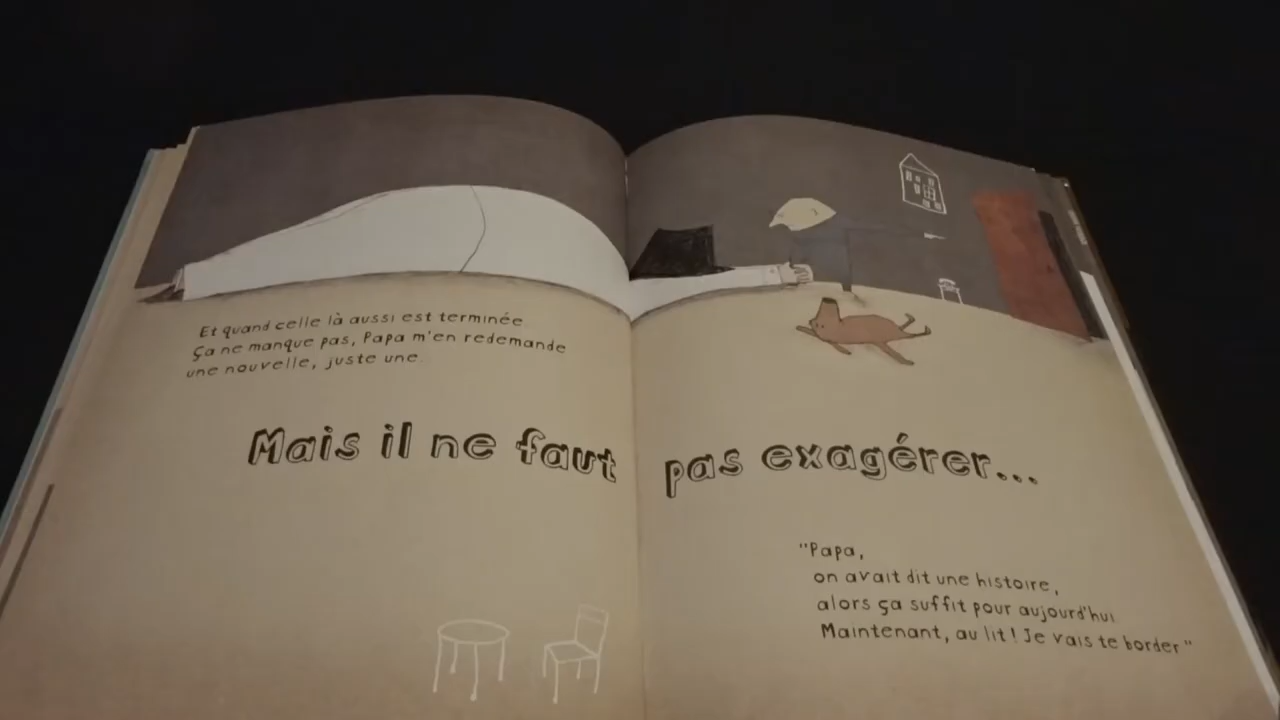 Et quand celle là aussi est terminée
Ça ne manque pas, Papa m'en redemande
une nouvelle, juste une.
Mais il ne faut pas exagérer...
"Papa,
on avait dit une histoire,
alors ça suffit pour aujourd'hui
Maintenant, au lit! Je vais te border"